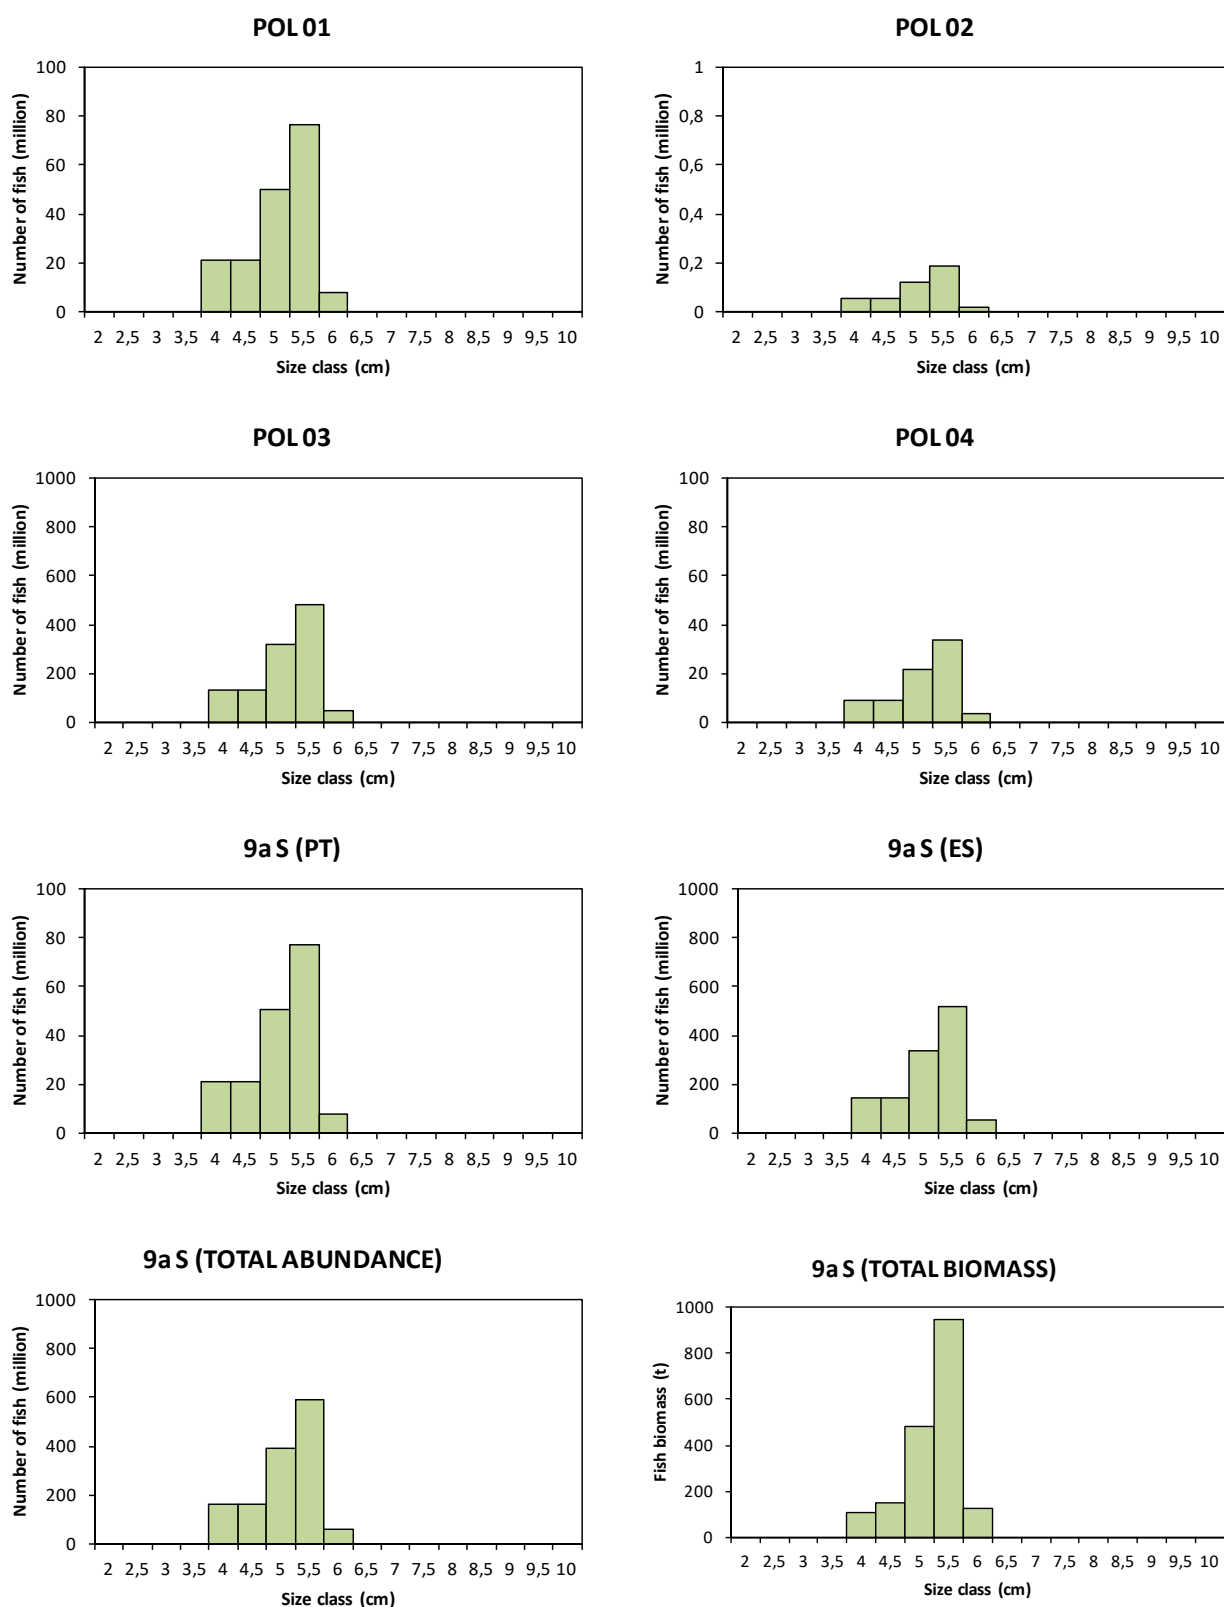 POL 01
Number of fish (million)
100
80
60
40
20
0
2 2,5 3 3,5 4 4,5 5 5,5 6 6,5 7 7,5 8 8,5 9 9,5 10
Size class (cm)
POL 02
Number of fish (million)
1
0,8
0,6
0,4
0,2
0
2 2,5 3 3,5 4 4,5 5 5,5 6 6,5 7 7,5 8 8,5 9 9,5 10
Size class (cm)
POL 03
Number of fish (million)
1000
800
600
400
200
0
2 2,5 3 3,5 4 4,5 5 5,5 6 6,5 7 7,5 8 8,5 9 9,5 10
Size class (cm)
POL 04
Number of fish (million)
100
80
60
40
20
0
2 2,5 3 3,5 4 4,5 5 5,5 6 6,5 7 7,5 8 8,5 9 9,5 10
Size class (cm)
9a S (PT)
Number of fish (million)
100
80
60
40
20
0
2 2,5 3 3,5 4 4,5 5 5,5 6 6,5 7 7,5 8 8,5 9 9,5 10
Size class (cm)
9a S (ES)
Number of fish (million)
1000
800
600
400
200
0
2 2,5 3 3,5 4 4,5 5 5,5 6 6,5 7 7,5 8 8,5 9 9,5 10
Size class (cm)
9a S (TOTAL ABUNDANCE)
Number of fish (million)
1000
800
600
400
200
0
2 2,5 3 3,5 4 4,5 5 5,5 6 6,5 7 7,5 8 8,5 9 9,5 10
Size class (cm)
9a S (TOTAL BIOMASS)
Fish biomass (t)
1000
800
600
400
200
0
2 2,5 3 3,5 4 4,5 5 5,5 6 6,5 7 7,5 8 8,5 9 9,5 10
Size class (cm)